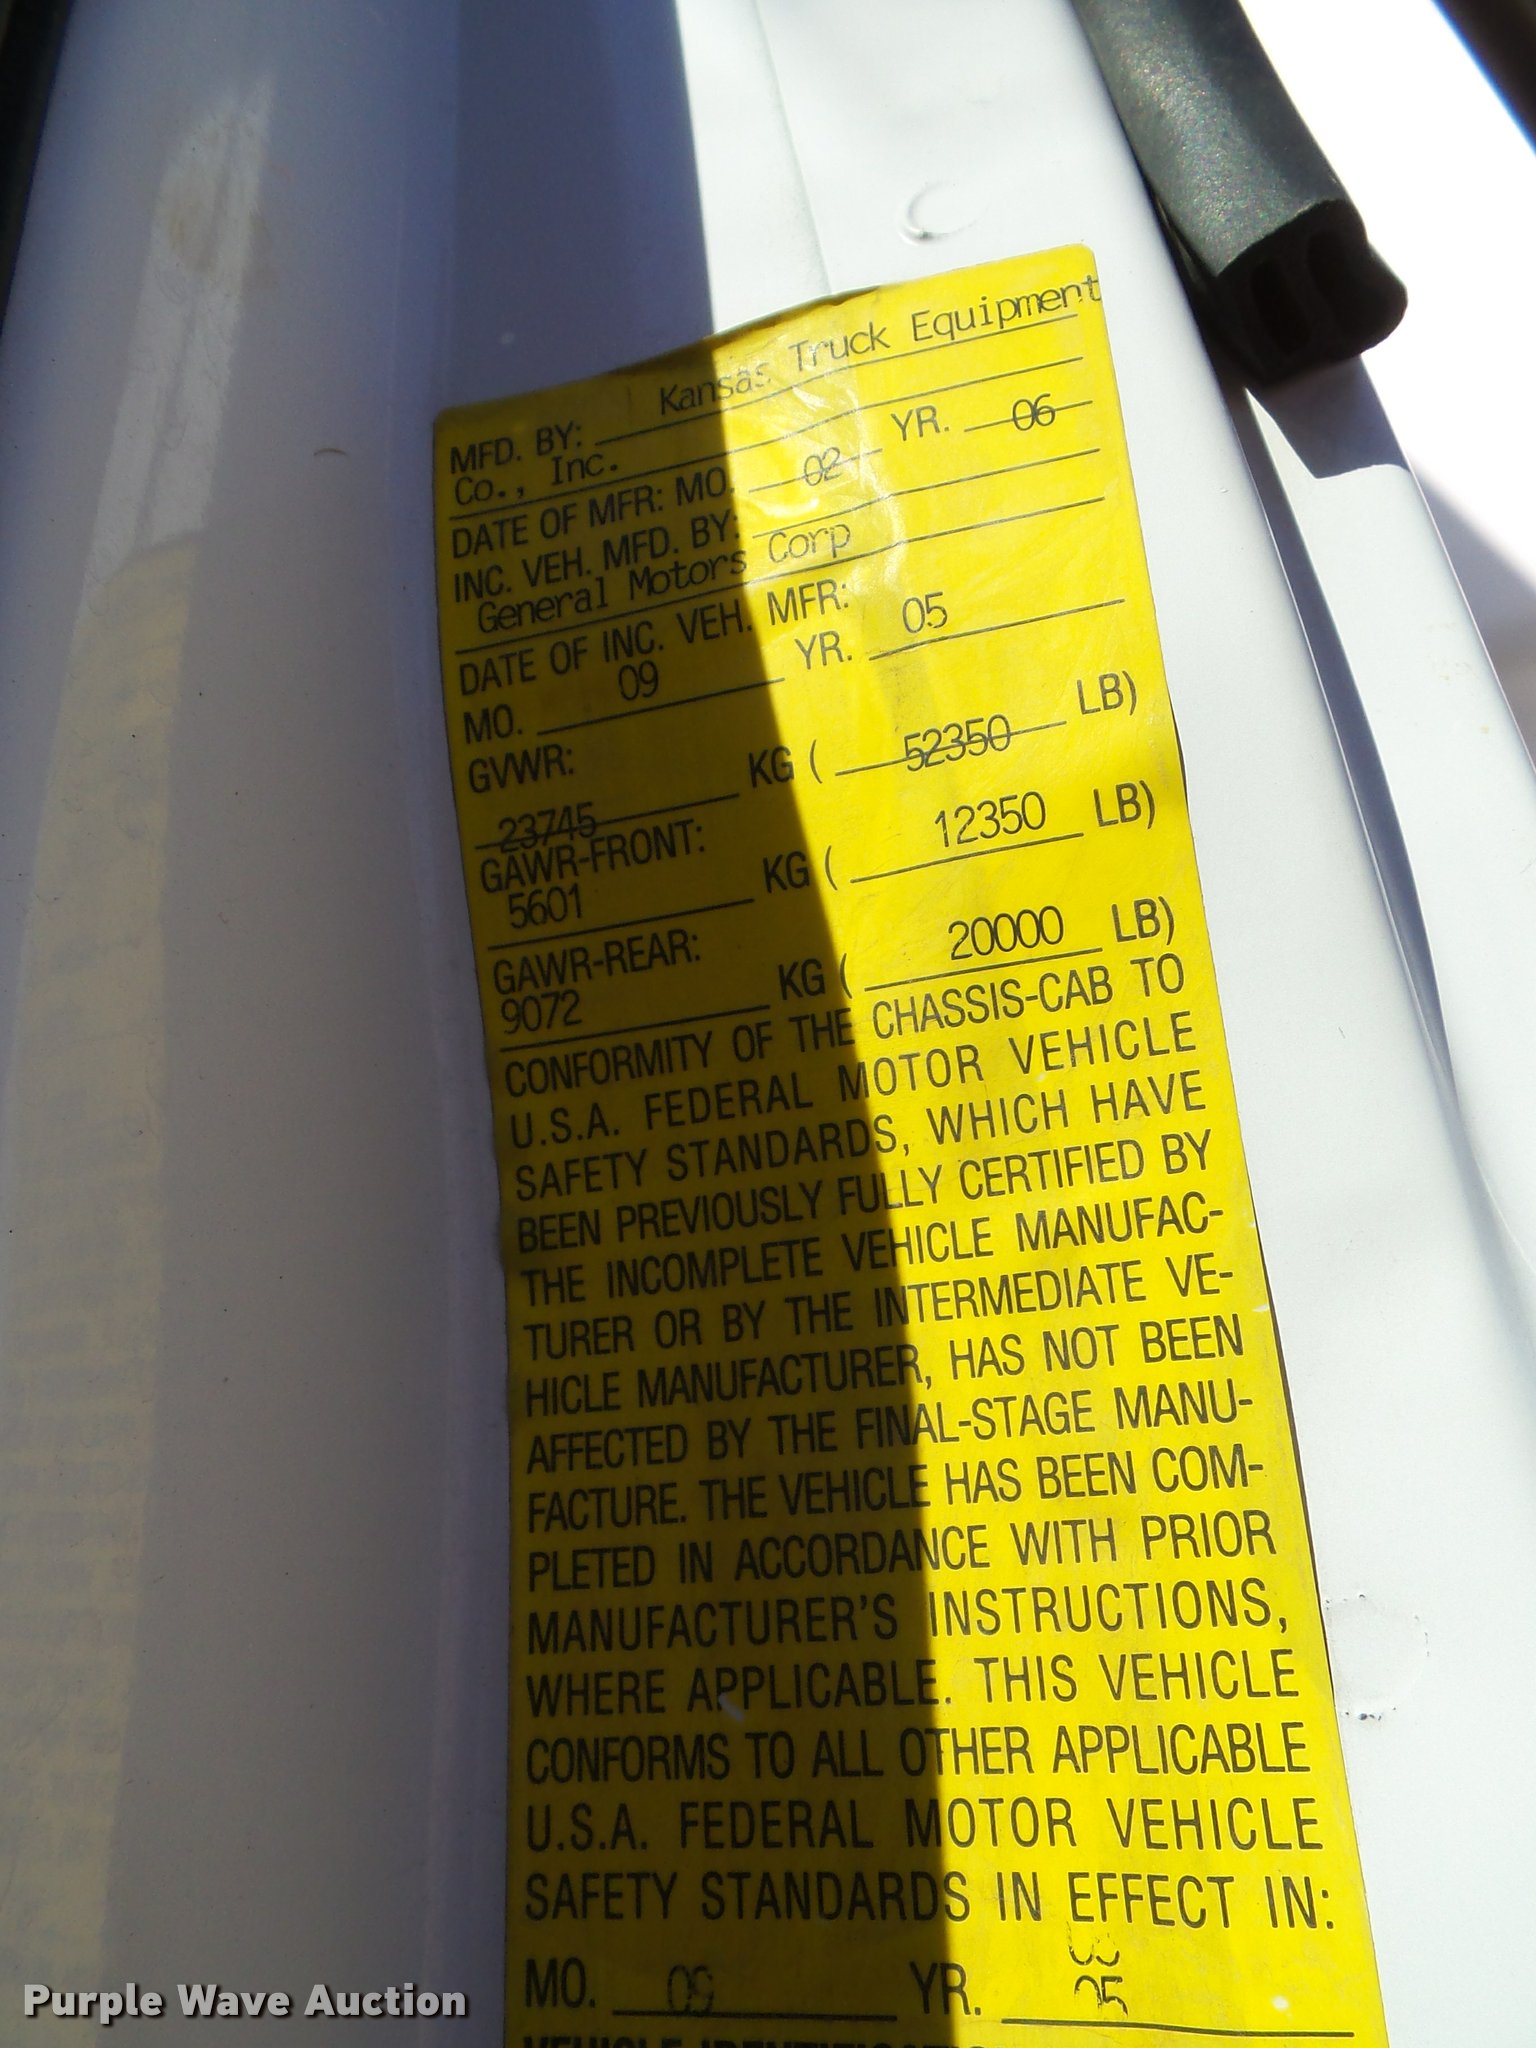 MFD. BY: Kansas Truck Equipment
Co., Inc.
DATE OF MFR: MO. 02 YR. 06
INC. VEH. MFD. BY:
General Motors Corp
DATE OF INC. VEH. MFR:
MO. 09 YR. 05
GVWR:
23745 KG ( 52350 LB)
GAWR-FRONT:
5601 KG ( 12350 LB)
GAWR-REAR:
9072 KG ( 20000 LB)
CONFORMITY OF THE CHASSIS-CAB TO
U.S.A. FEDERAL MOTOR VEHICLE
SAFETY STANDARDS, WHICH HAVE
BEEN PREVIOUSLY FULLY CERTIFIED BY
THE INCOMPLETE VEHICLE MANUFAC-
TURER OR BY THE INTERMEDIATE VE-
HICLE MANUFACTURER, HAS NOT BEEN
AFFECTED BY THE FINAL-STAGE MANU-
FACTURE. THE VEHICLE HAS BEEN COM-
PLETED IN ACCORDANCE WITH PRIOR
MANUFACTURER'S INSTRUCTIONS,
WHERE APPLICABLE. THIS VEHICLE
CONFORMS TO ALL OTHER APPLICABLE
U.S.A. FEDERAL MOTOR VEHICLE
SAFETY STANDARDS IN EFFECT IN:
MO. 09 YR. 05
Purple Wave Auction